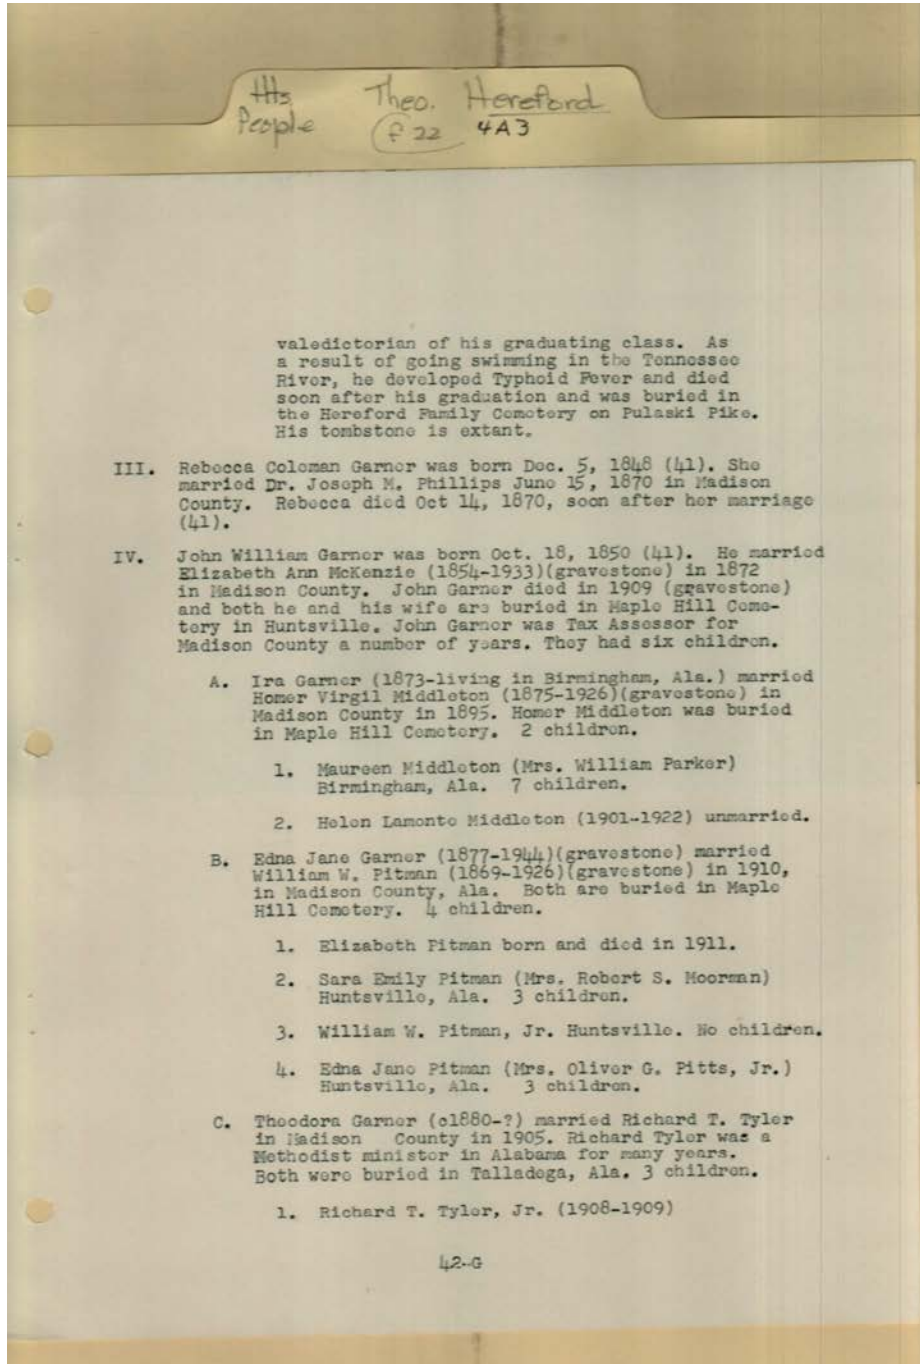 Hts Theo. Hereford
People f 22 4A3
valedictorian of his graduating class. As
a result of going swimming in the Tennessee
River, he developed Typhoid Fever and died
soon after his graduation and was buried in
the Hereford Family Cemetery on Pulaski Pike.
His tombstone is extant.
III. Rebecca Coleman Garner was born Dec. 5, 1848 (41). She
married Dr. Joseph M. Phillips June 15, 1870 in Madison
County. Rebecca died Oct 14, 1870, soon after her marriage
(41).
IV. John William Garner was born Oct. 18, 1850 (41). He married
Elizabeth Ann McKenzie (1854-1933)(gravestone) in 1872
in Madison County. John Garner died in 1909 (gravestone)
and both he and his wife are buried in Maple Hill Ceme-
tery in Huntsville. John Garner was Tax Assessor for
Madison County a number of years. They had six children.
A. Ira Garner (1873-living in Birmingham, Ala.) married
Homer Virgil Middleton (1875-1926)(gravestone) in
Madison County in 1895. Homer Middleton was buried
in Maple Hill Cemetery. 2 children.
1. Maureen Middleton (Mrs. William Parker)
Birmingham, Ala. 7 children.
2. Helen Lamonte Middleton (1901-1922) unmarried.
B. Edna Jane Garner (1877-1944)(gravestone) married
William W. Pitman (1869-1926)(gravestone) in 1910,
in Madison County, Ala. Both are buried in Maple
Hill Cemetery. 4 children.
1. Elizabeth Pitman born and died in 1911.
2. Sara Emily Pitman (Mrs. Robert S. Moorman)
Huntsville, Ala. 3 children.
3. William W. Pitman, Jr. Huntsville. No children.
4. Edna Jane Pitman (Mrs. Oliver G. Pitts, Jr.)
Huntsville, Ala. 3 children.
C. Theodora Garner (c1880-?) married Richard T. Tyler
in Madison County in 1905. Richard Tyler was a
Methodist minister in Alabama for many years.
Both were buried in Talladega, Ala. 3 children.
1. Richard T. Tyler, Jr. (1908-1909)
42-G